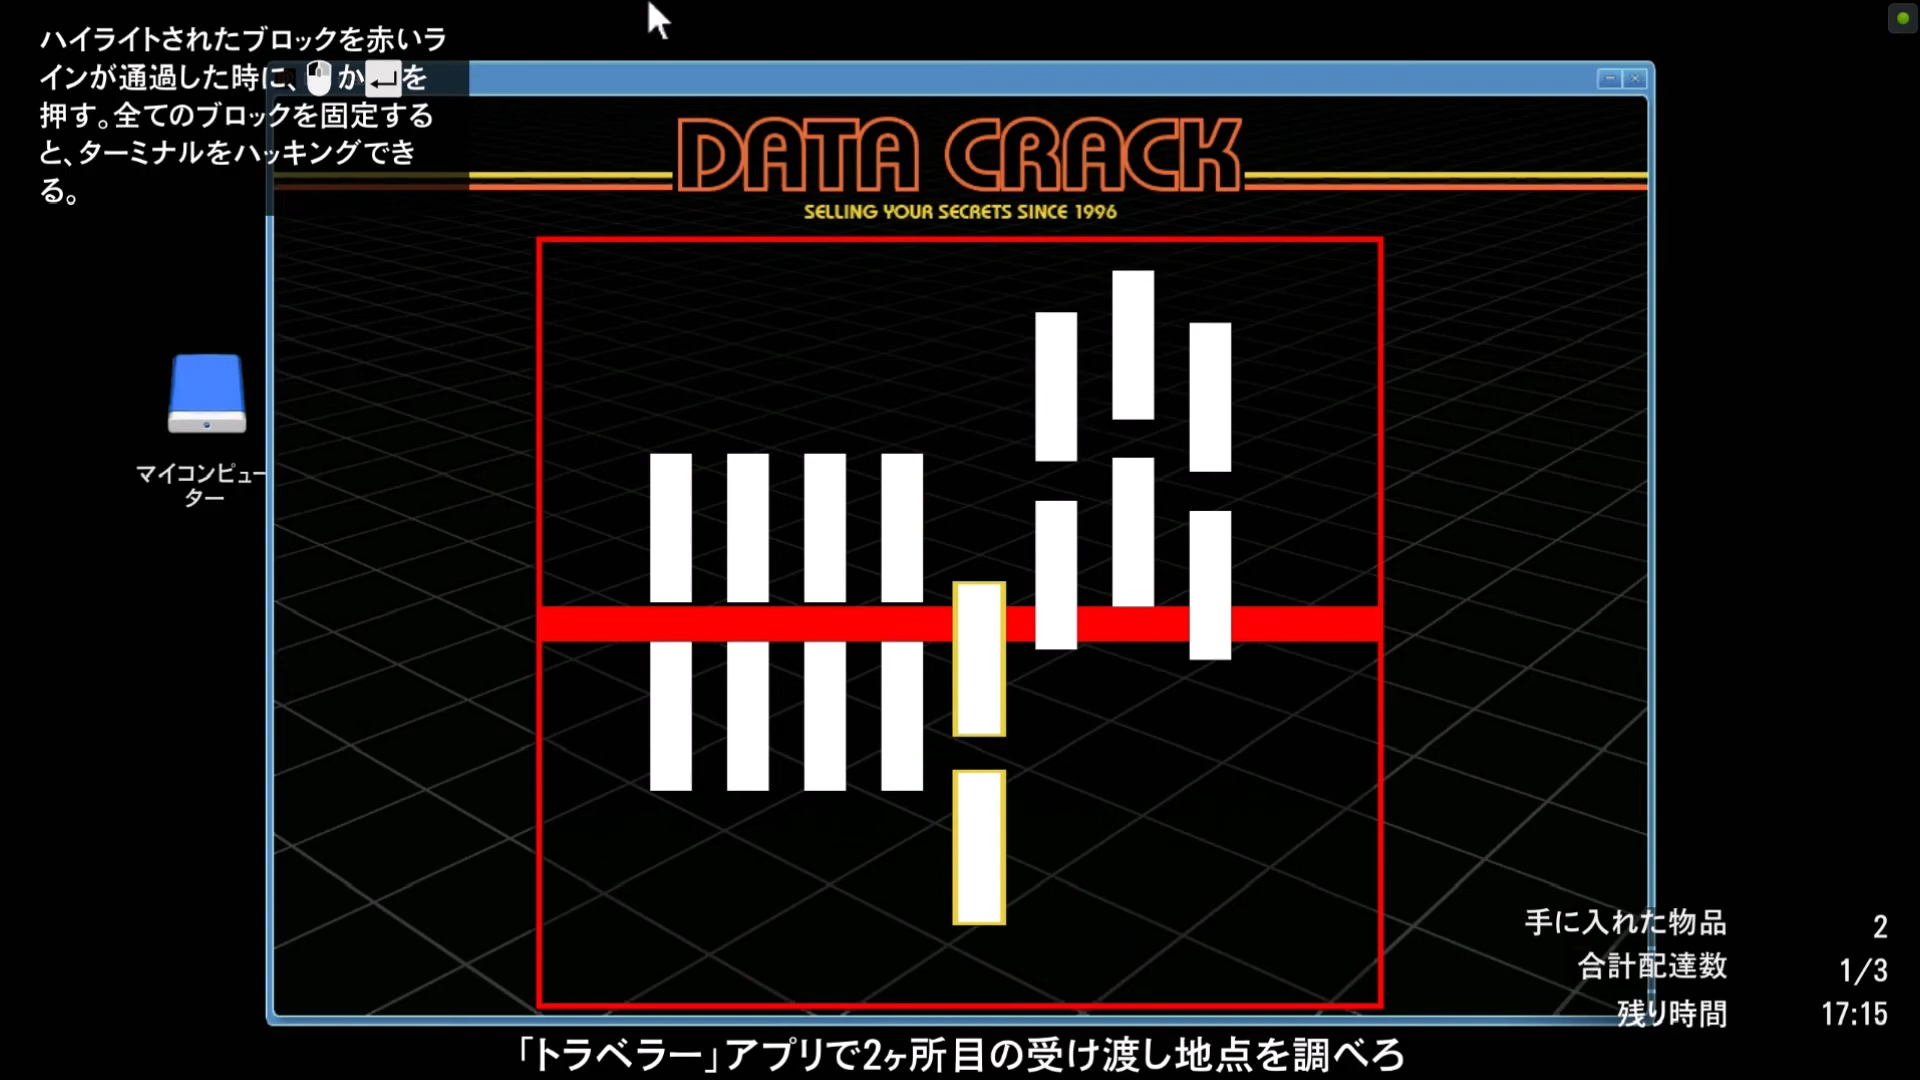 ハイライトされたブロックを赤いラ
インが通過した時に、かを
押す。全てのブロックを固定する
と、ターミナルをハッキングでき
る。
DATA CRACK
SELLING YOUR SECRETS SINCE 1996
マイコンピュー
ター
手に入れた物品 2
合計配達数 1/3
残り時間 17:15
「トラベラー」アプリで2ヶ所目の受け渡し地点を調べろ